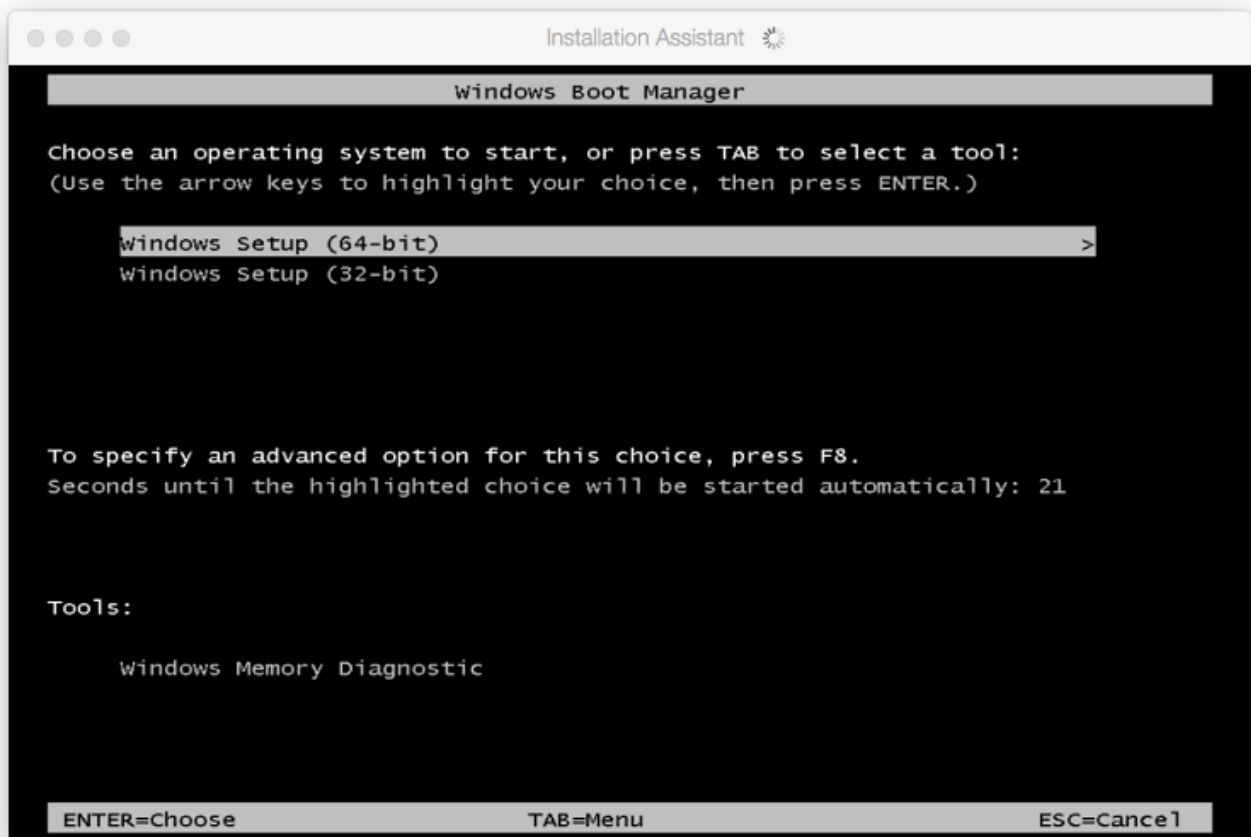 Installation Assistant
Windows Boot Manager
Choose an operating system to start, or press TAB to select a tool:
(Use the arrow keys to highlight your choice, then press ENTER.)
Windows Setup (64-bit) >
Windows Setup (32-bit)
To specify an advanced option for this choice, press F8.
Seconds until the highlighted choice will be started automatically: 21
Tools:
Windows Memory Diagnostic
ENTER=Choose TAB=Menu ESC=Cancel